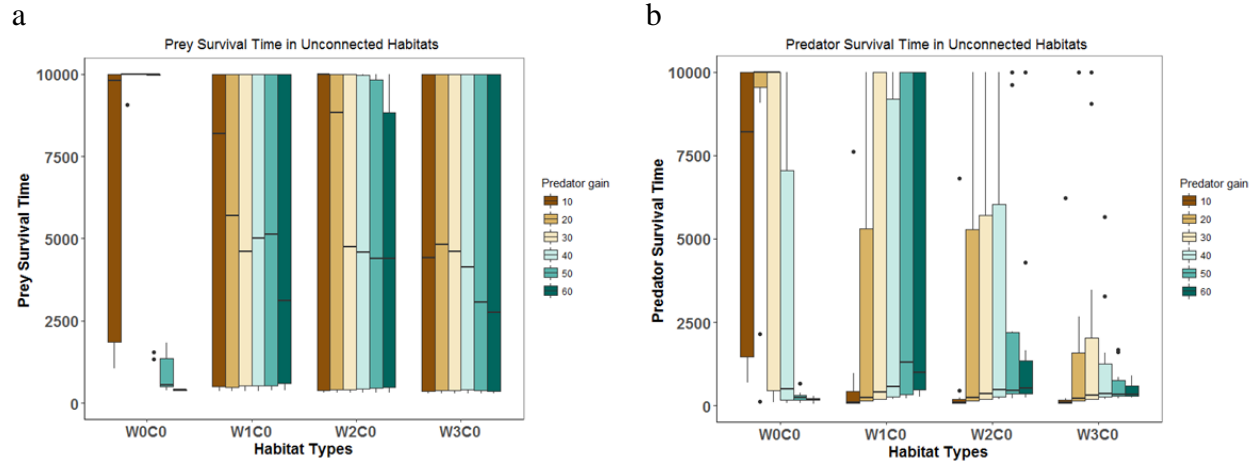 a
Prey Survival Time in Unconnected Habitats
Prey Survival Time
10000
7500
5000
2500
0
W0C0 W1C0 W2C0 W3C0
Habitat Types
Predator gain
10
20
30
40
50
60
b
Predator Survival Time in Unconnected Habitats
Predator Survival Time
10000
7500
5000
2500
0
W0C0 W1C0 W2C0 W3C0
Habitat Types
Predator gain
10
20
30
40
50
60